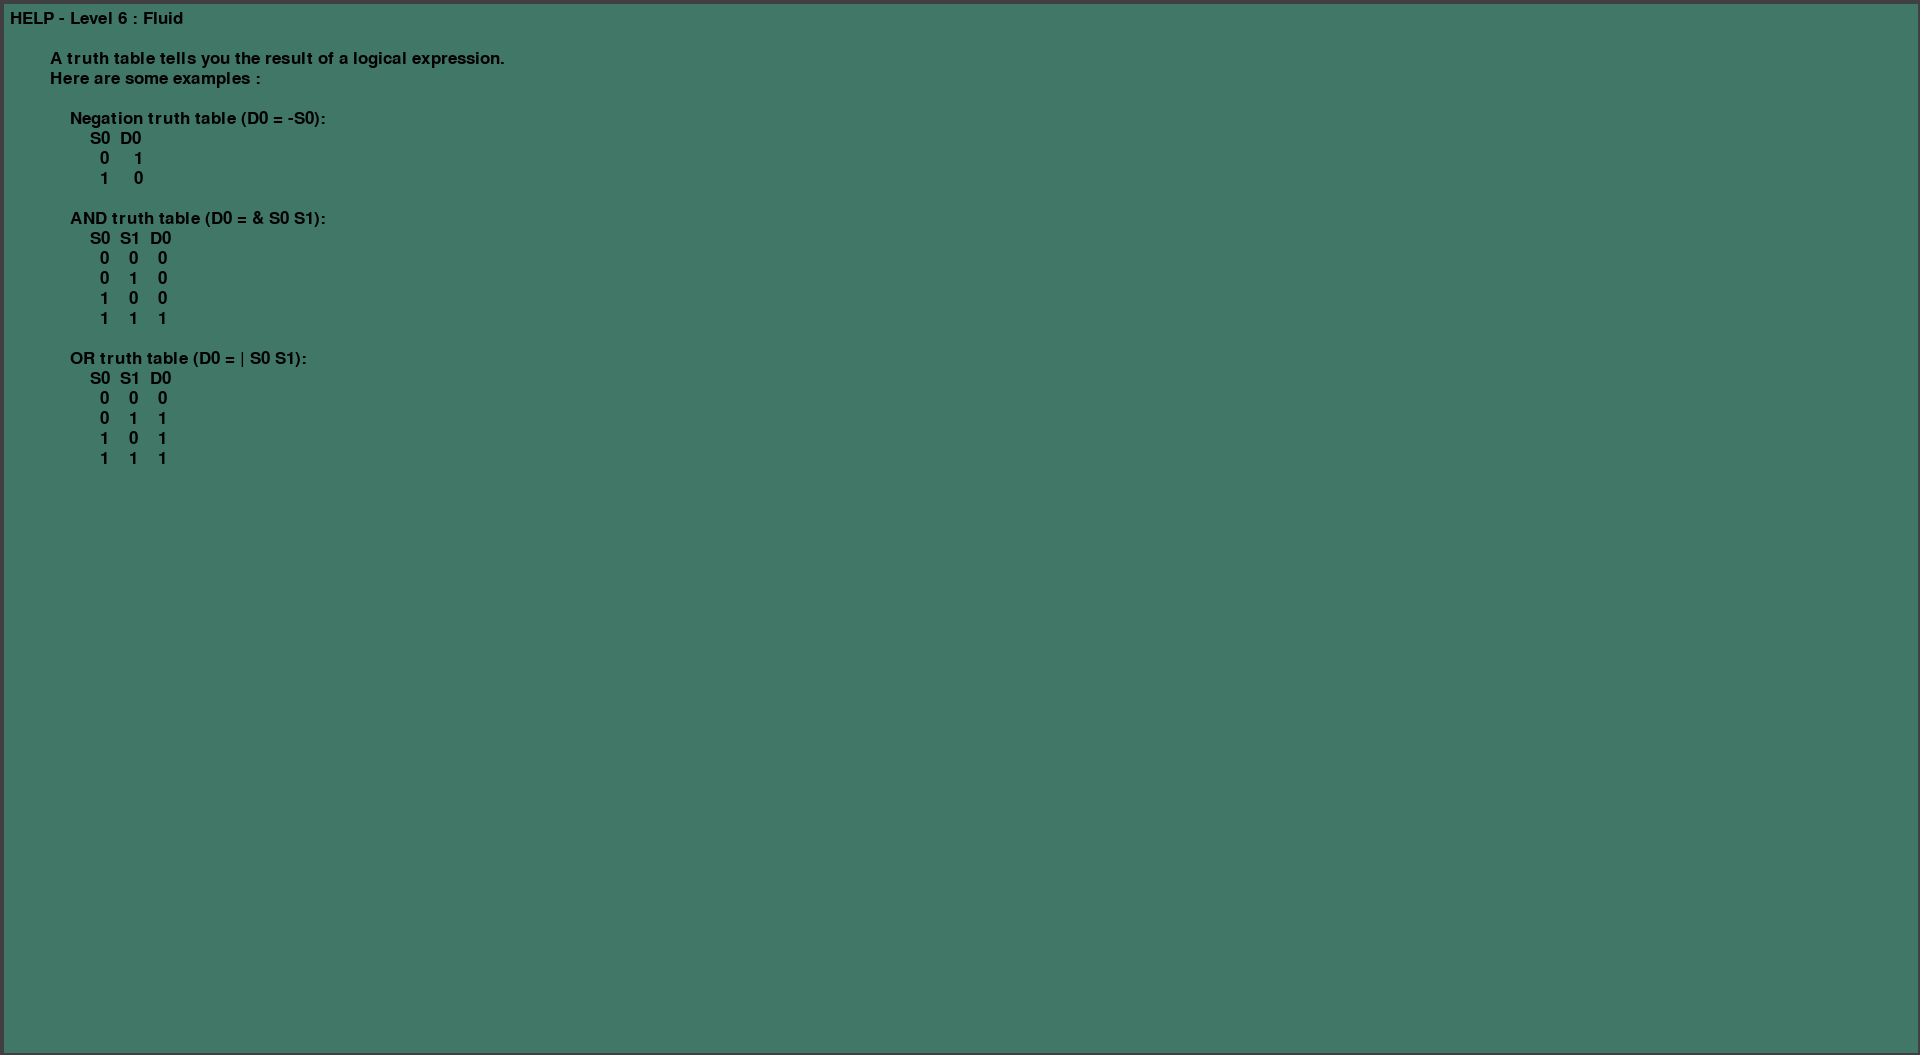 HELP - Level 6 : Fluid
A truth table tells you the result of a logical expression.
Here are some examples :
Negation truth table (D0 = -S0):
S0 D0
0 1
1 0
AND truth table (D0 = & S0 S1):
S0 S1 D0
0 0 0
0 1 0
1 0 0
1 1 1
OR truth table (D0 = | S0 S1):
S0 S1 D0
0 0 0
0 1 1
1 0 1
1 1 1